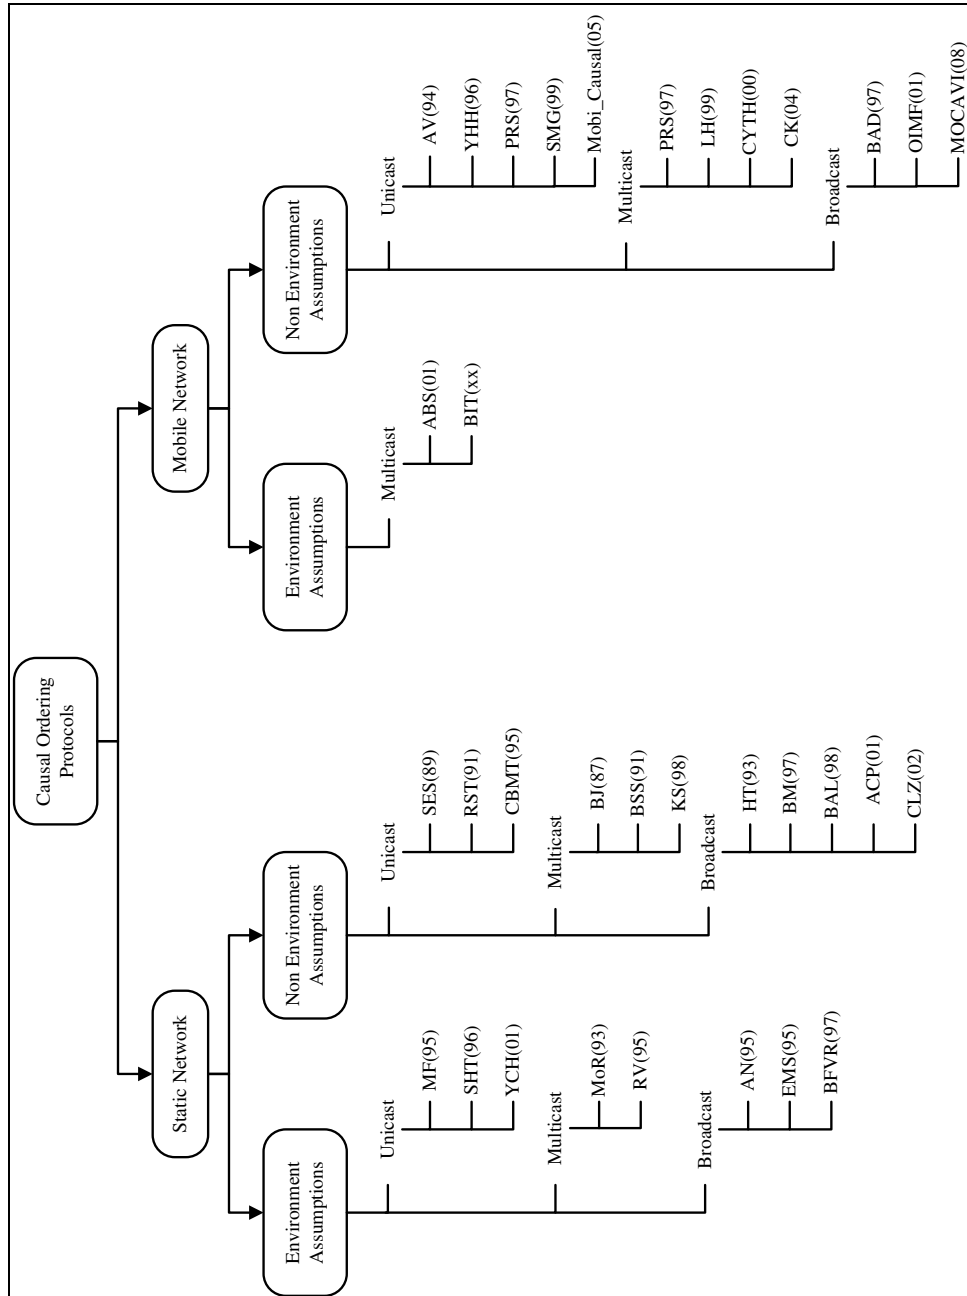 Causal Ordering
Protocols
Static Network
Mobile Network
Environment
Assumptions
Non Environment
Assumptions
Environment
Assumptions
Non Environment
Assumptions
Unicast
MF(95)
SHT(96)
YCH(01)
Multicast
MoR(93)
RV(95)
Broadcast
AN(95)
EMS(95)
BFVR(97)
Unicast
SES(89)
RST(91)
CBMT(95)
Multicast
BJ(87)
BSS(91)
KS(98)
Broadcast
HT(93)
BM(97)
BAL(98)
ACP(01)
CLZ(02)
Multicast
ABS(01)
BIT(xx)
Unicast
AV(94)
YHH(96)
PRS(97)
SMG(99)
Mobi_Causal(05)
Multicast
PRS(97)
LH(99)
CYTH(00)
CK(04)
Broadcast
BAD(97)
OIMF(01)
MOCAVI(08)